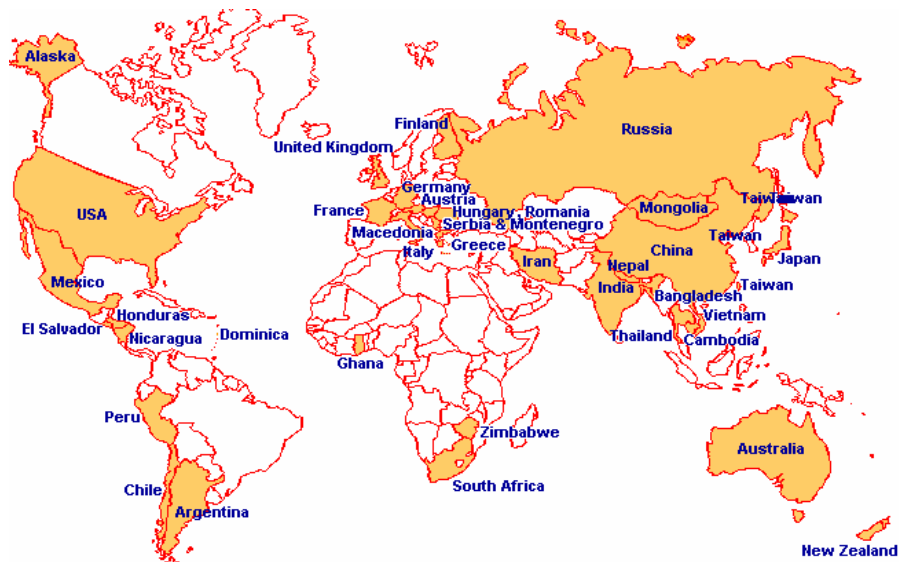 Alaska
Finland
Russia
United Kingdom
Germany
Austria
Taiwan Taiwan
USA
France
Hungary Romania
Mongolia
Serbia & Montenegro
Macedonia
Taiwan
Greece
China
Italy
Iran
Japan
Nepal
Mexico
India
Taiwan
Bangladesh
Honduras
Vietnam
El Salvador
Nicaragua
Dominica
Thailand
Cambodia
Ghana
Peru
Zimbabwe
Australia
South Africa
Chile
Argentina
New Zealand